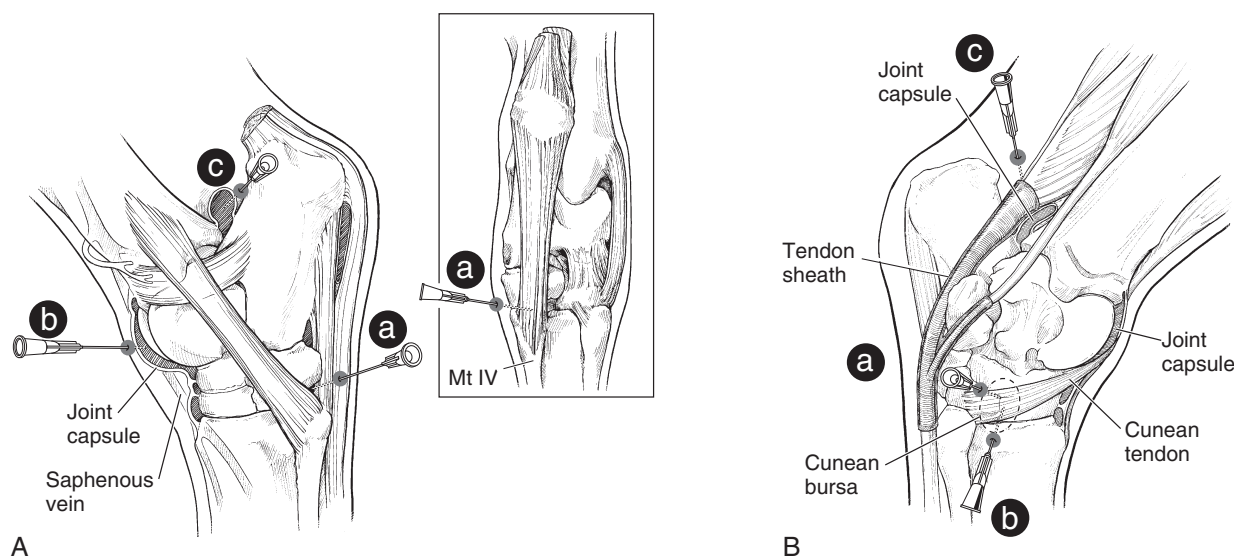 c
b
a
Joint
capsule
Saphenous
vein
A
a
Mt IV
c
Joint
capsule
Tendon
sheath
a
Joint
capsule
Cunean
tendon
Cunean
bursa
b
B